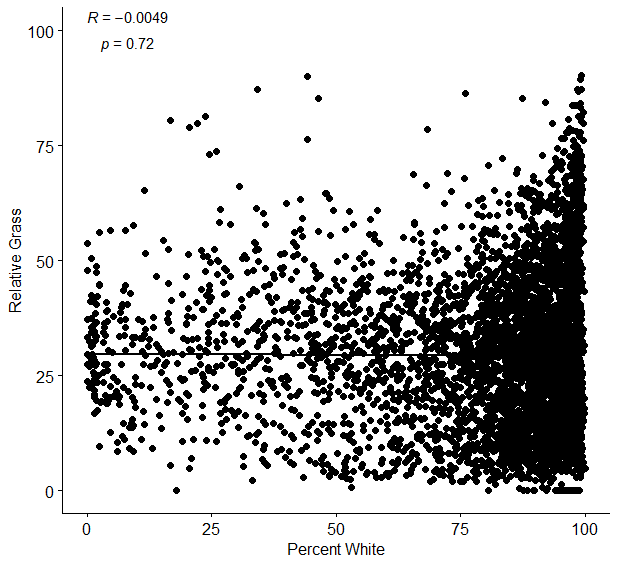 R = −0.0049
p = 0.72
100
75
50
25
0
Relative Grass
0 25 50 75 100
Percent White